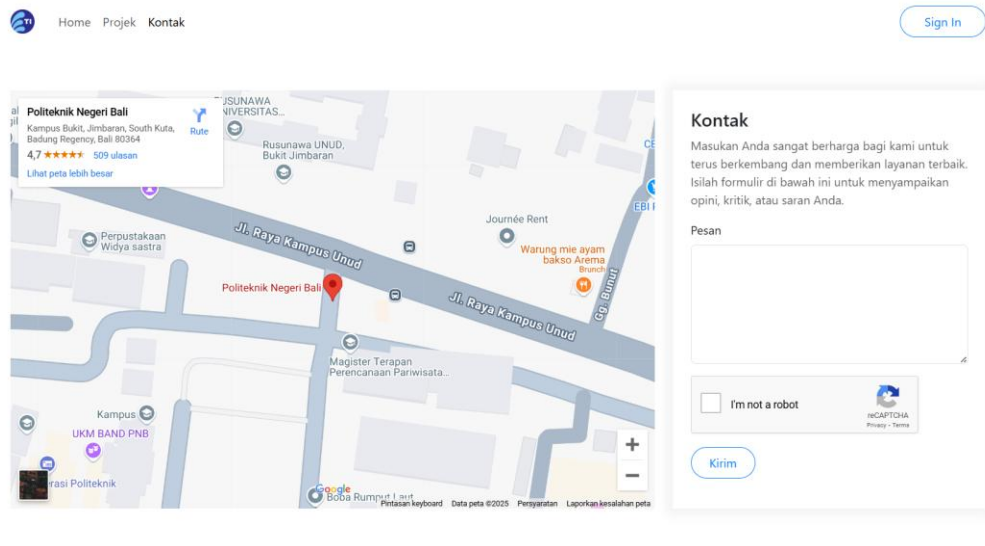 TI
Home Projek Kontak
Sign In
Politeknik Negeri Bali
Kampus Bukit, Jimbaran, South Kuta,
Badung Regency, Bali 80364
Rute
4,7 509 ulasan
Lihat peta lebih besar
RUSUNAWA
UNIVERSITAS...
Rusunawa UNUD,
Bukit Jimbaran
EBI
Journée Rent
Warung mie ayam
bakso Arema
Brunch
Perpustakaan
Widya sastra
Jl. Raya Kampus Unud
Politeknik Negeri Bali
Jl. Raya Kampus Unud
Gg. Bunut
Magister Terapan
Perencanaan Pariwisata...
Kampus
UKM BAND PNB
erasi Politeknik
Google
Boba Rumput Laut
+
−
Pintasan keyboard Data peta ©2025 Persyaratan Laporkan kesalahan peta
Kontak
Masukan Anda sangat berharga bagi kami untuk
terus berkembang dan memberikan layanan terbaik.
Isilah formulir di bawah ini untuk menyampaikan
opini, kritik, atau saran Anda.
Pesan
I'm not a robot
reCAPTCHA
Privacy - Terms
Kirim